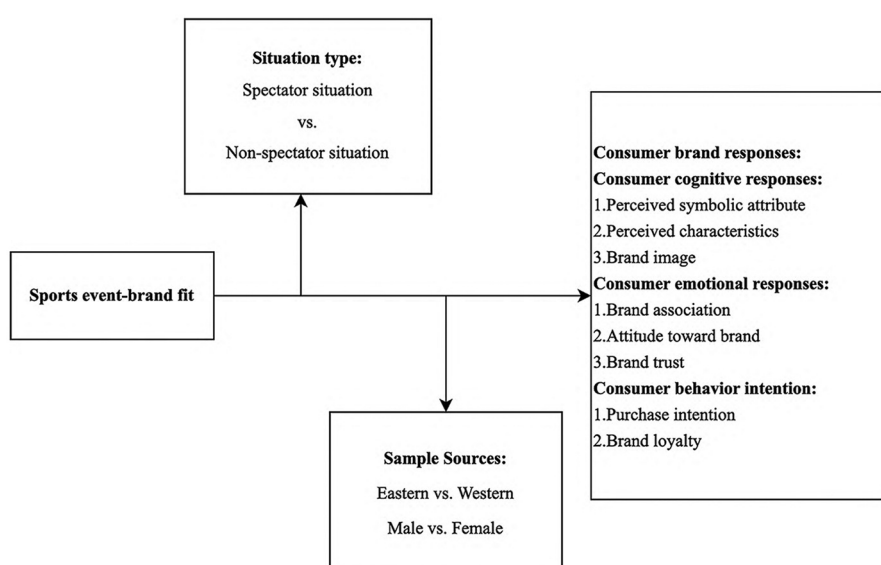 Situation type:
Spectator situation
vs.
Non-spectator situation
Sports event-brand fit
Consumer brand responses:
Consumer cognitive responses:
1.Perceived symbolic attribute
2.Perceived characteristics
3.Brand image
Consumer emotional responses:
1.Brand association
2.Attitude toward brand
3.Brand trust
Consumer behavior intention:
1.Purchase intention
2.Brand loyalty
Sample Sources:
Eastern vs. Western
Male vs. Female